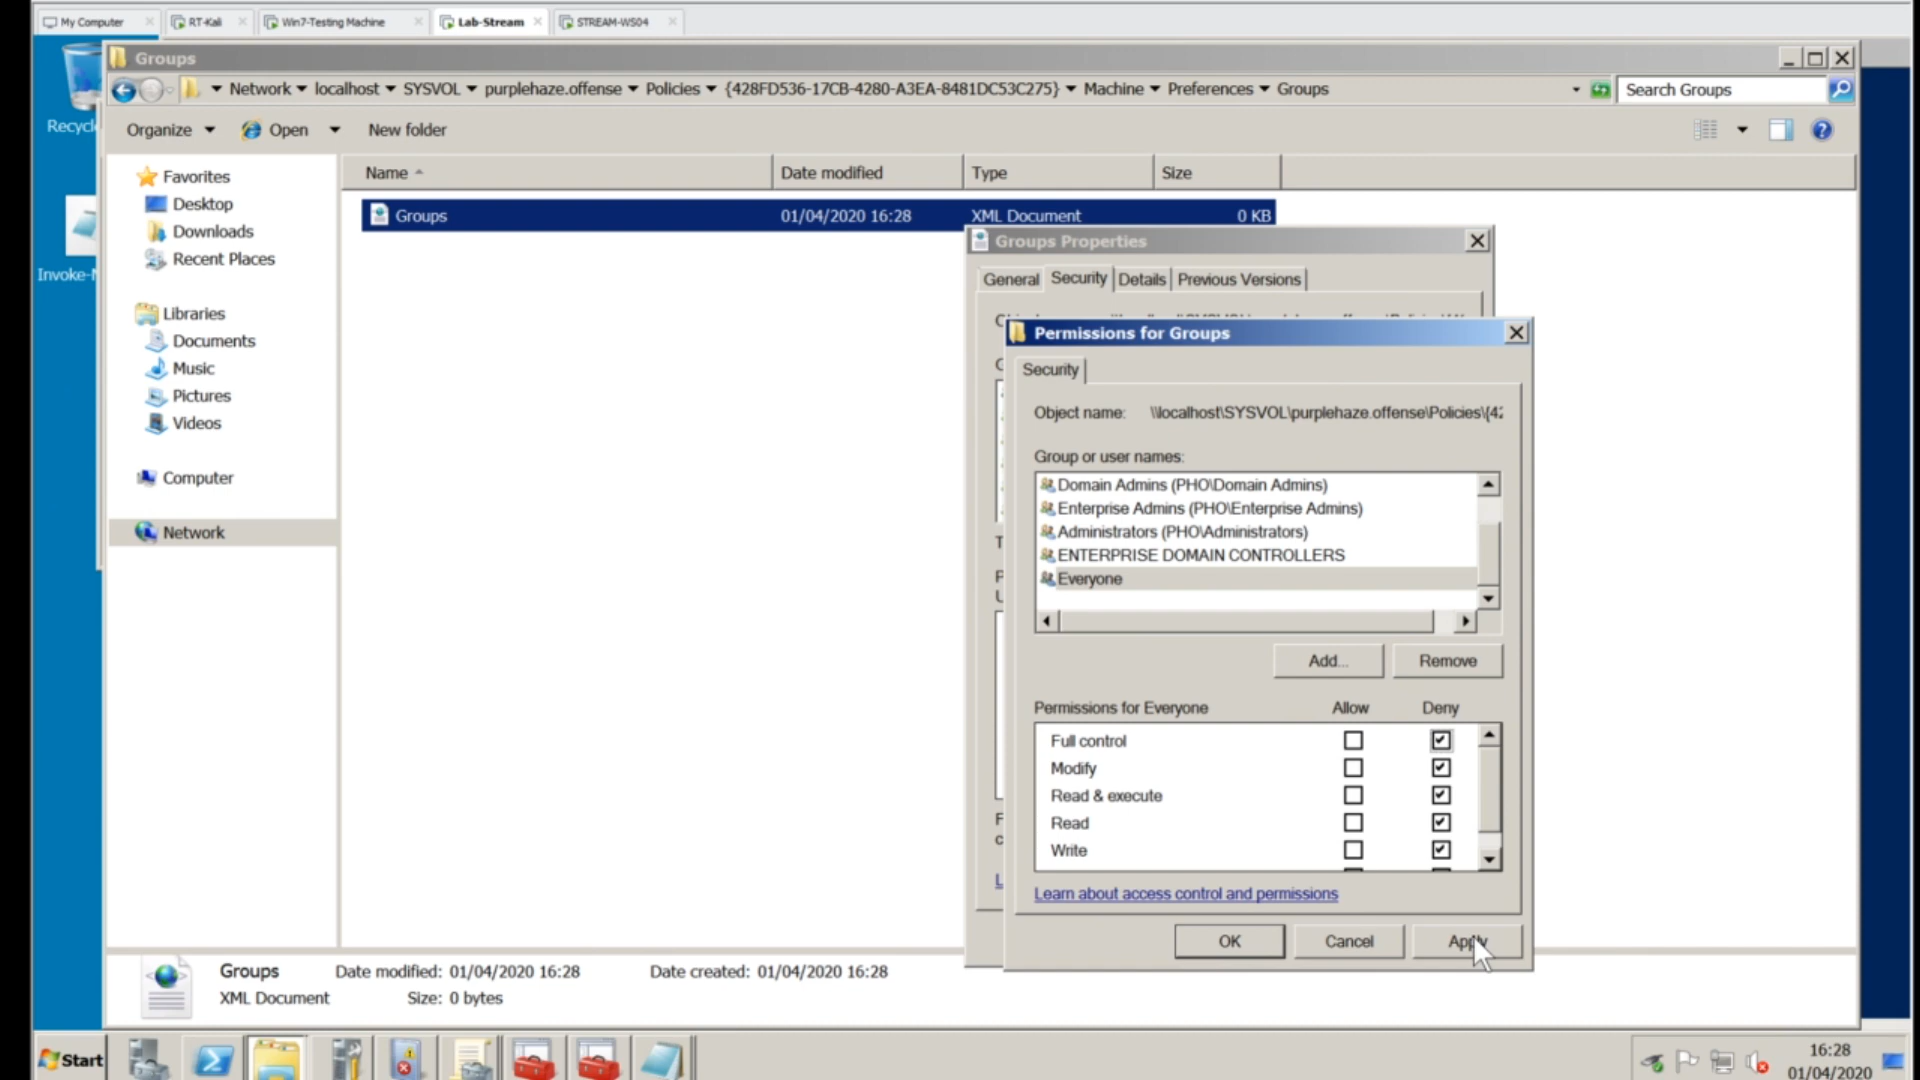 My Computer
RT-Kali
Win7-Testing Machine
Lab-Stream
STREAM-WS04
Groups
Network localhost SYSVOL purplehaze.offense Policies {428FD536-17CB-4280-A3EA-8481DC53C275} Machine Preferences Groups
Search Groups
Organize Open New folder
Name Date modified Type Size
Groups 01/04/2020 16:28 XML Document 0 KB
Favorites
Desktop
Downloads
Recent Places
Libraries
Documents
Music
Pictures
Videos
Computer
Network
Groups Properties
General Security Details Previous Versions
Permissions for Groups
Security
Object name: \\localhost\SYSVOL\purplehaze.offense\Policies\{42
Group or user names:
Domain Admins (PHO\Domain Admins)
Enterprise Admins (PHO\Enterprise Admins)
Administrators (PHO\Administrators)
ENTERPRISE DOMAIN CONTROLLERS
Everyone
Add... Remove
Permissions for Everyone Allow Deny
Full control
Modify
Read & execute
Read
Write
Learn about access control and permissions
OK Cancel Apply
Groups Date modified: 01/04/2020 16:28 Date created: 01/04/2020 16:28
XML Document Size: 0 bytes
Start
16:28
01/04/2020